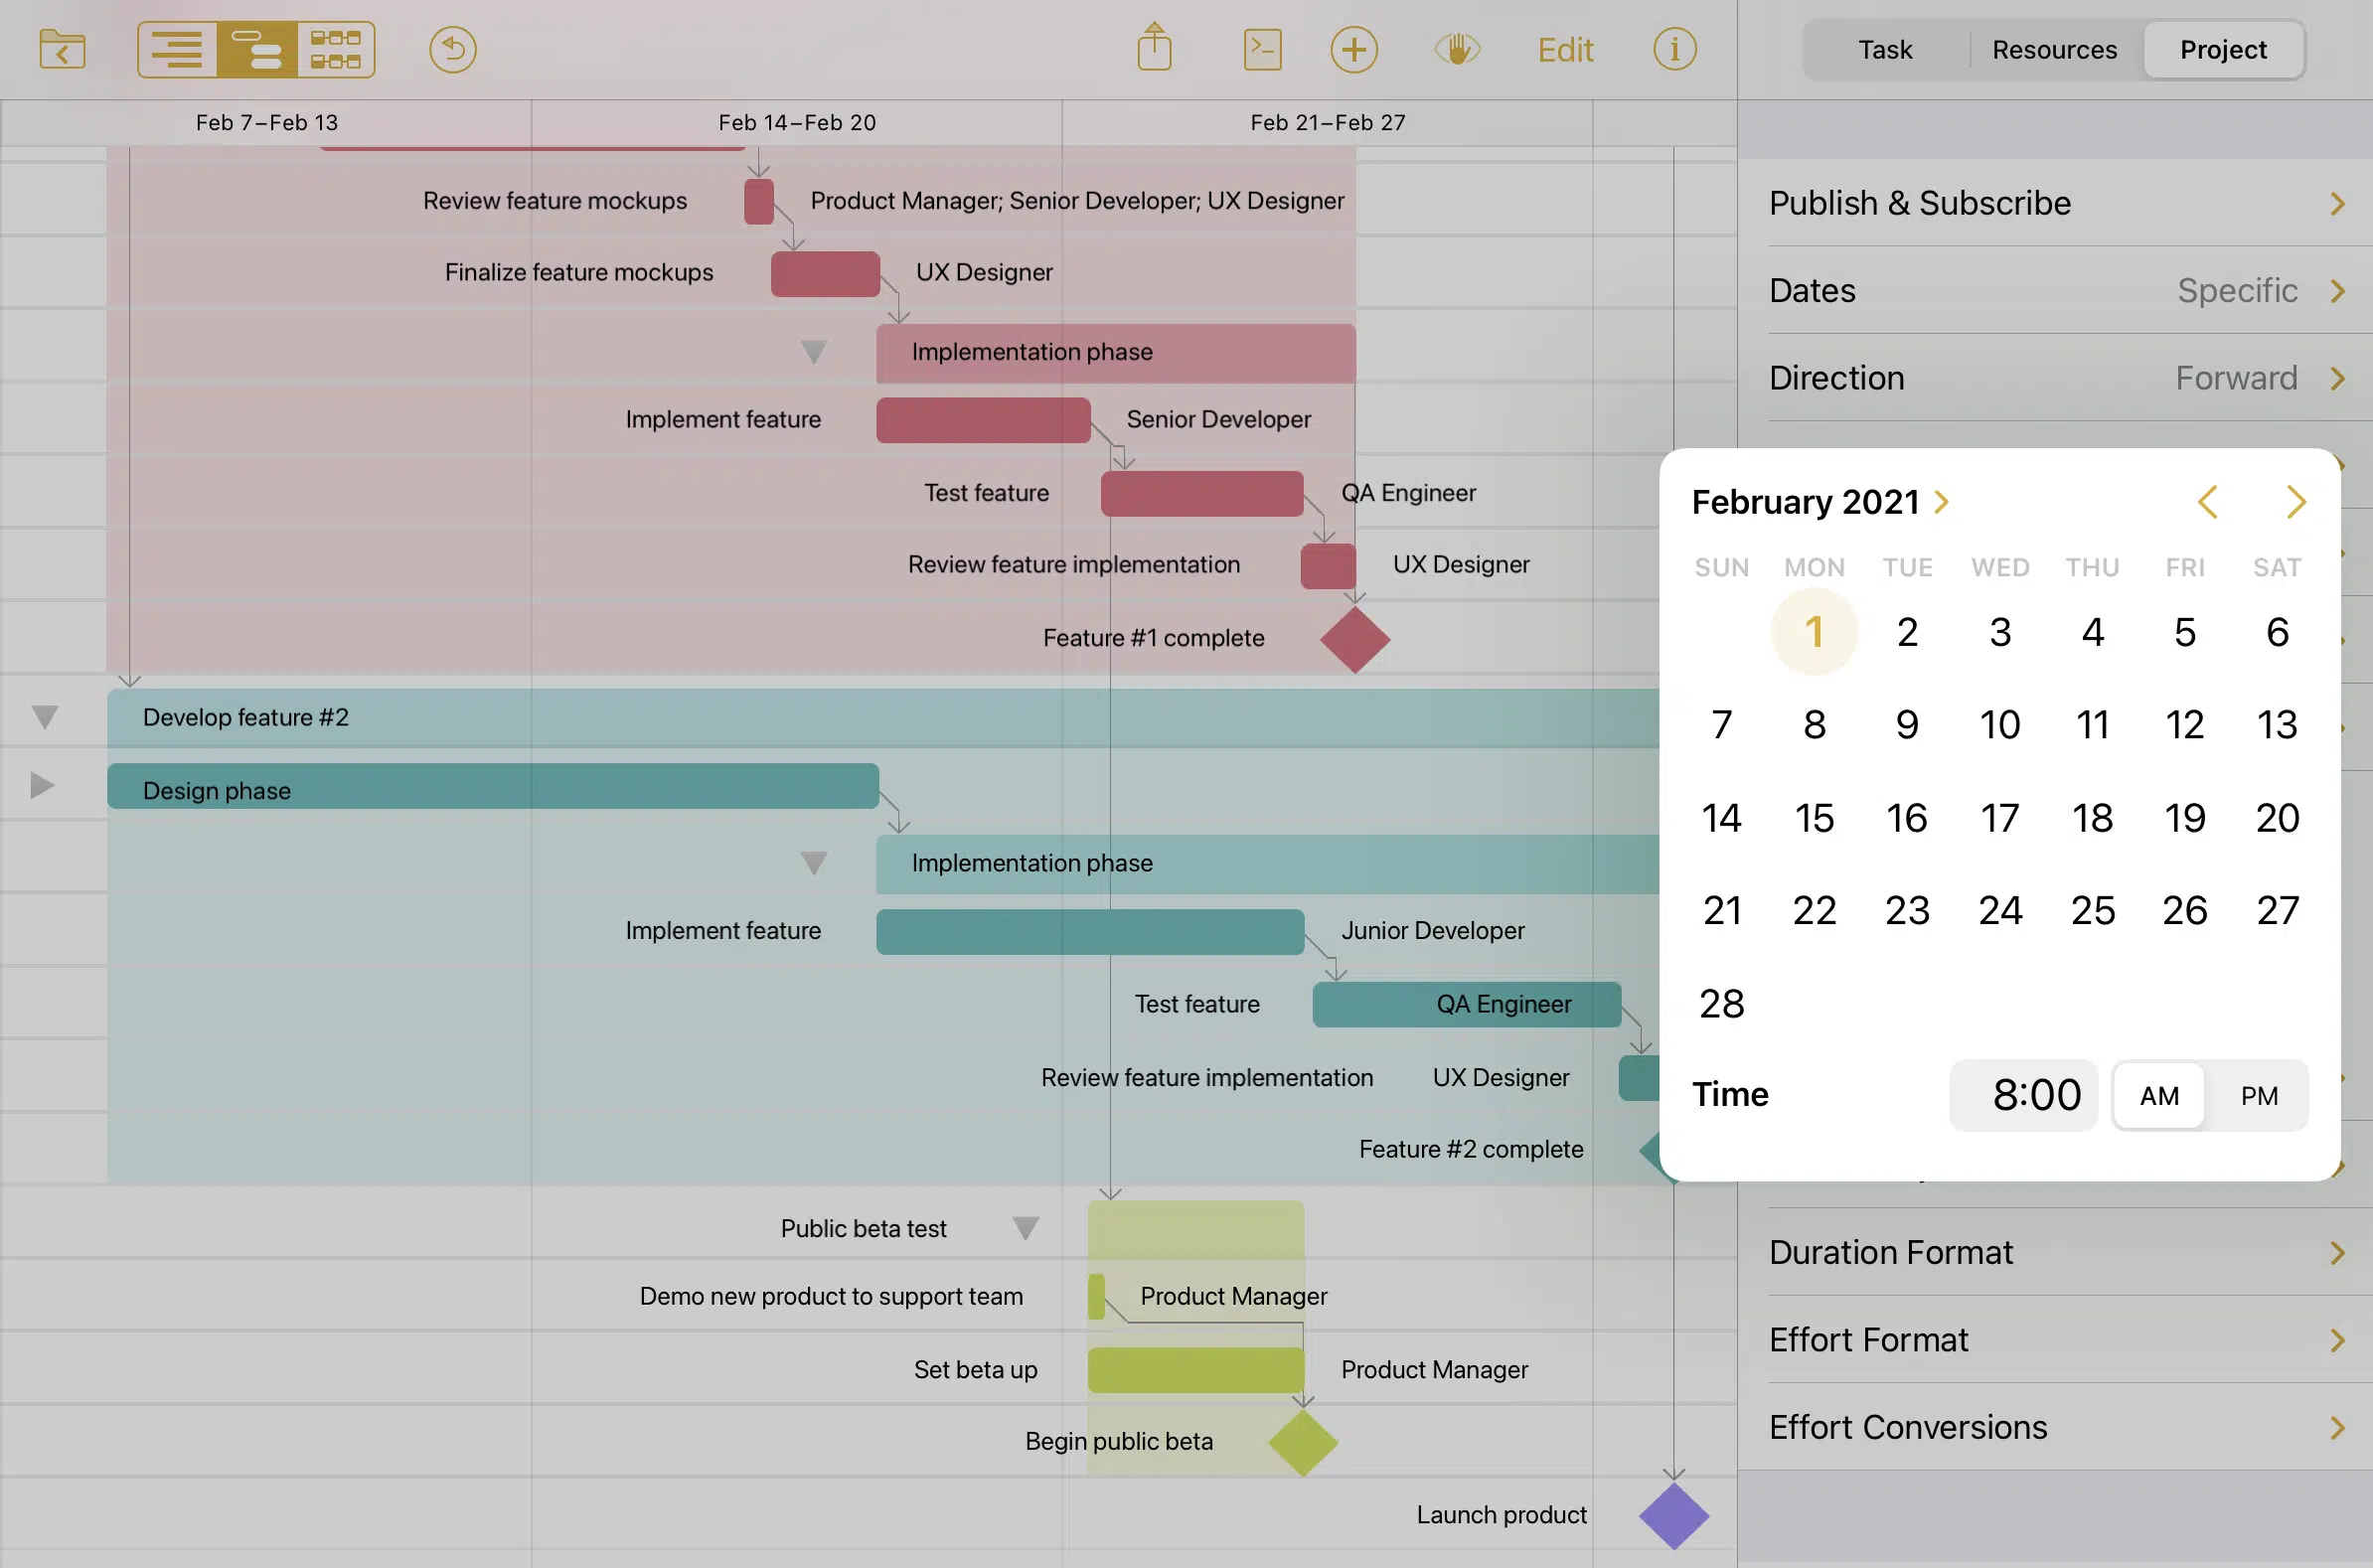 Edit
Task Resources Project
Feb 7–Feb 13 Feb 14–Feb 20 Feb 21–Feb 27
Review feature mockups Product Manager; Senior Developer; UX Designer
Finalize feature mockups UX Designer
Implementation phase
Implement feature Senior Developer
Test feature QA Engineer
Review feature implementation UX Designer
Feature #1 complete
Develop feature #2
Design phase
Implementation phase
Implement feature Junior Developer
Test feature QA Engineer
Review feature implementation UX Designer
Feature #2 complete
Public beta test
Demo new product to support team Product Manager
Set beta up Product Manager
Begin public beta
Launch product
Publish & Subscribe
Dates Specific
Direction Forward
February 2021
SUN MON TUE WED THU FRI SAT
1 2 3 4 5 6
7 8 9 10 11 12 13
14 15 16 17 18 19 20
21 22 23 24 25 26 27
28
Time 8:00 AM PM
Duration Format
Effort Format
Effort Conversions